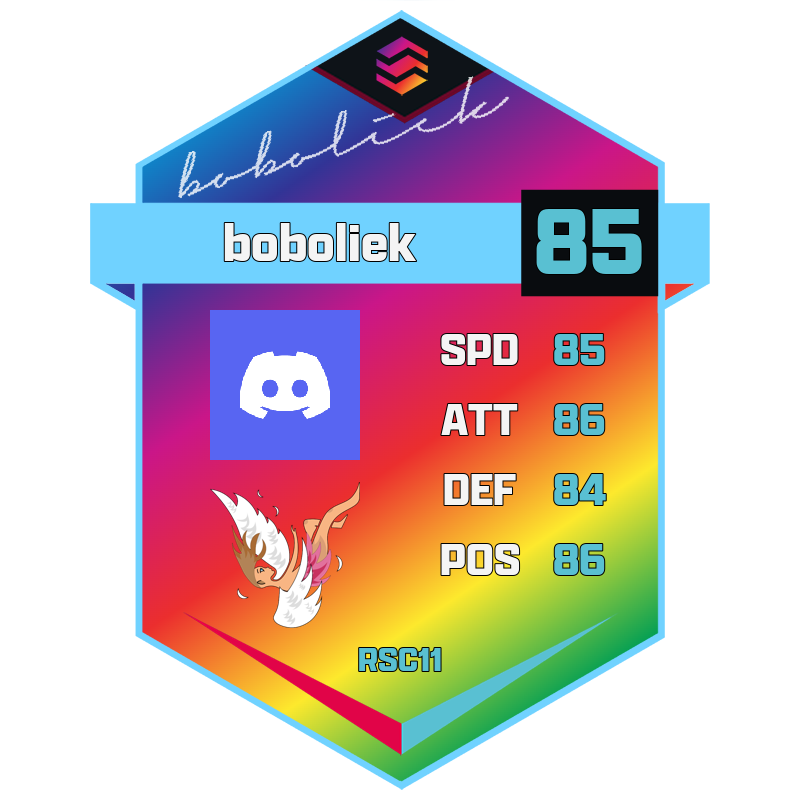 boboliek
boboliek 85
SPD 85
ATT 86
DEF 84
POS 86
RSC11